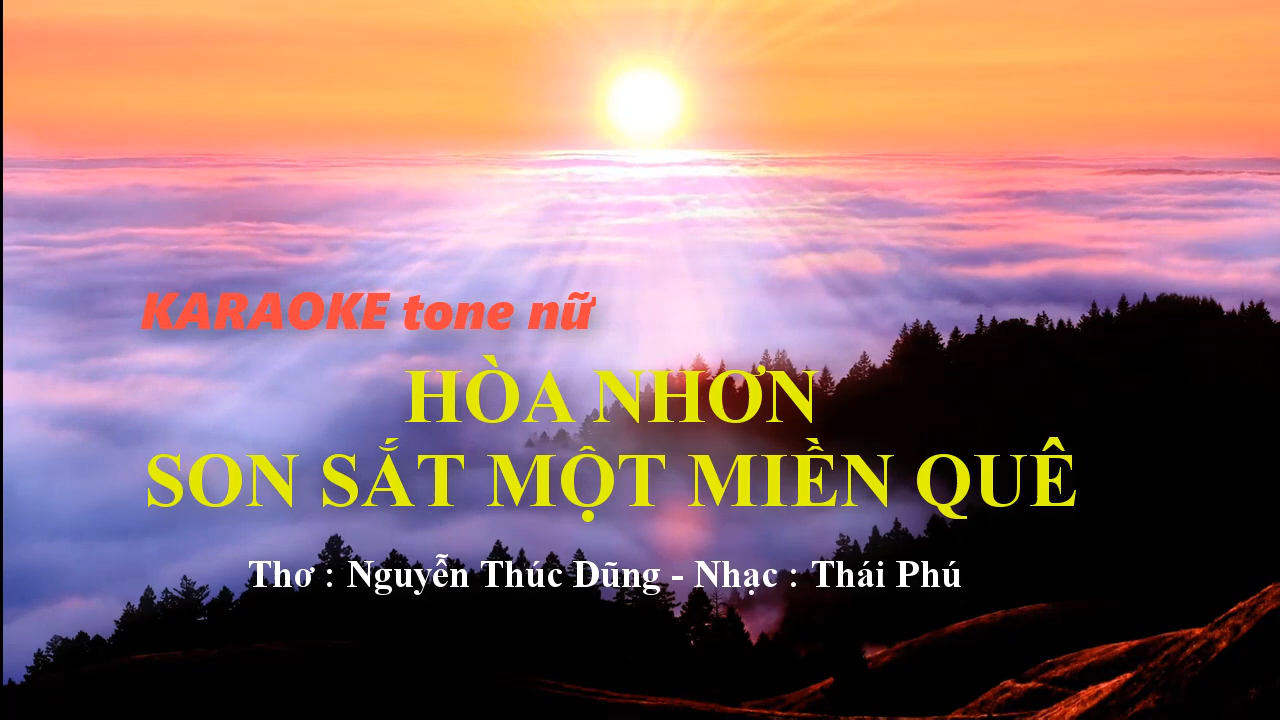 KARAOKE tone nữ
HÒA NHƠN
SON SẮT MỘT MIỀN QUÊ
Thơ : Nguyễn Thúc Dũng - Nhạc : Thái Phú